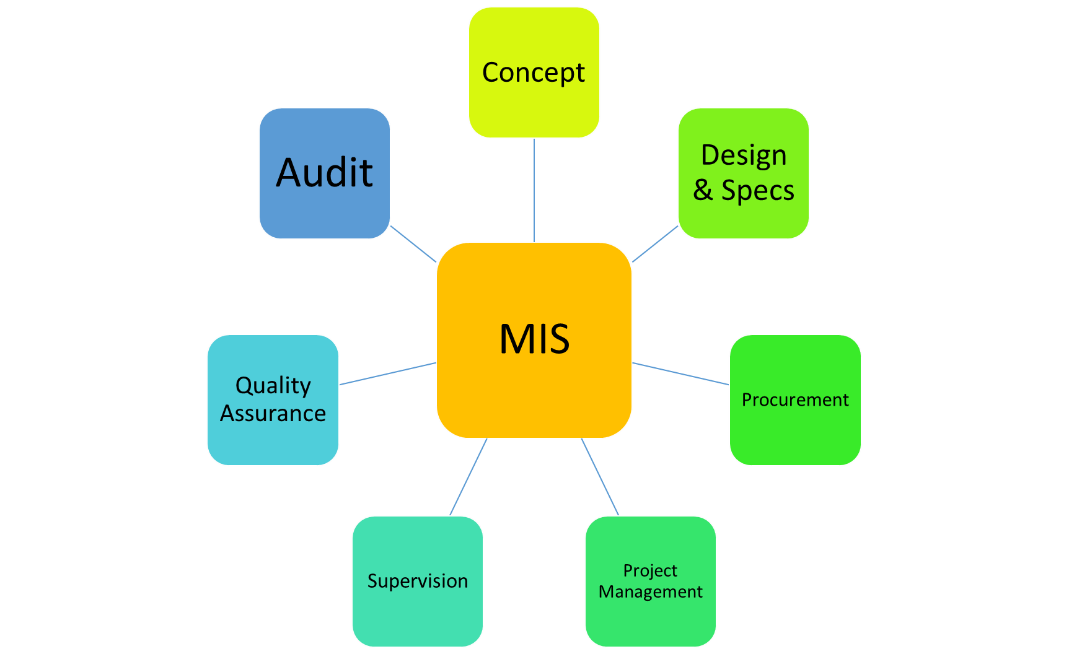 Concept
Design
& Specs
Procurement
Project
Management
Supervision
Quality
Assurance
Audit
MIS